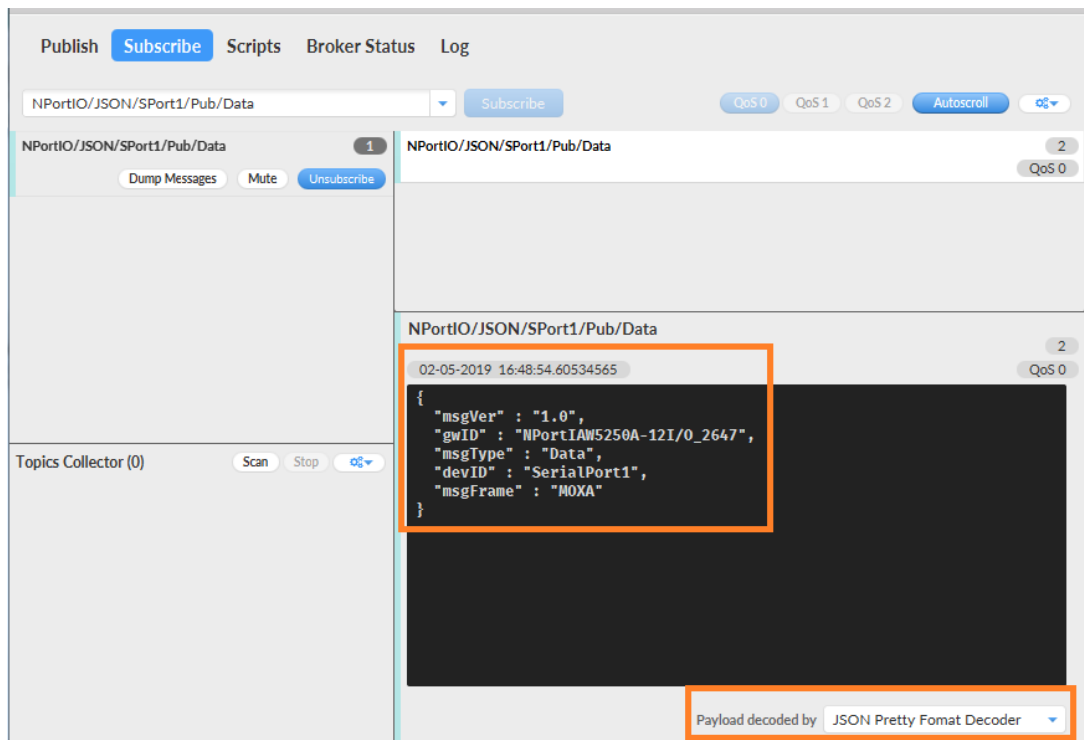 Publish Subscribe Scripts Broker Status Log
NPortIO/JSON/SPort1/Pub/Data Subscribe QoS 0 QoS 1 QoS 2 Autoscroll
NPortIO/JSON/SPort1/Pub/Data 1
Dump Messages Mute Unsubscribe
NPortIO/JSON/SPort1/Pub/Data 2
QoS 0
NPortIO/JSON/SPort1/Pub/Data
2
02-05-2019 16:48:54.60534565 QoS 0
{
"msgVer" : "1.0",
"gwID" : "NPortIAW5250A-12I/O_2647",
"msgType" : "Data",
"devID" : "SerialPort1",
"msgFrame" : "MOXA"
}
Topics Collector (0) Scan Stop
Payload decoded by JSON Pretty Fomat Decoder